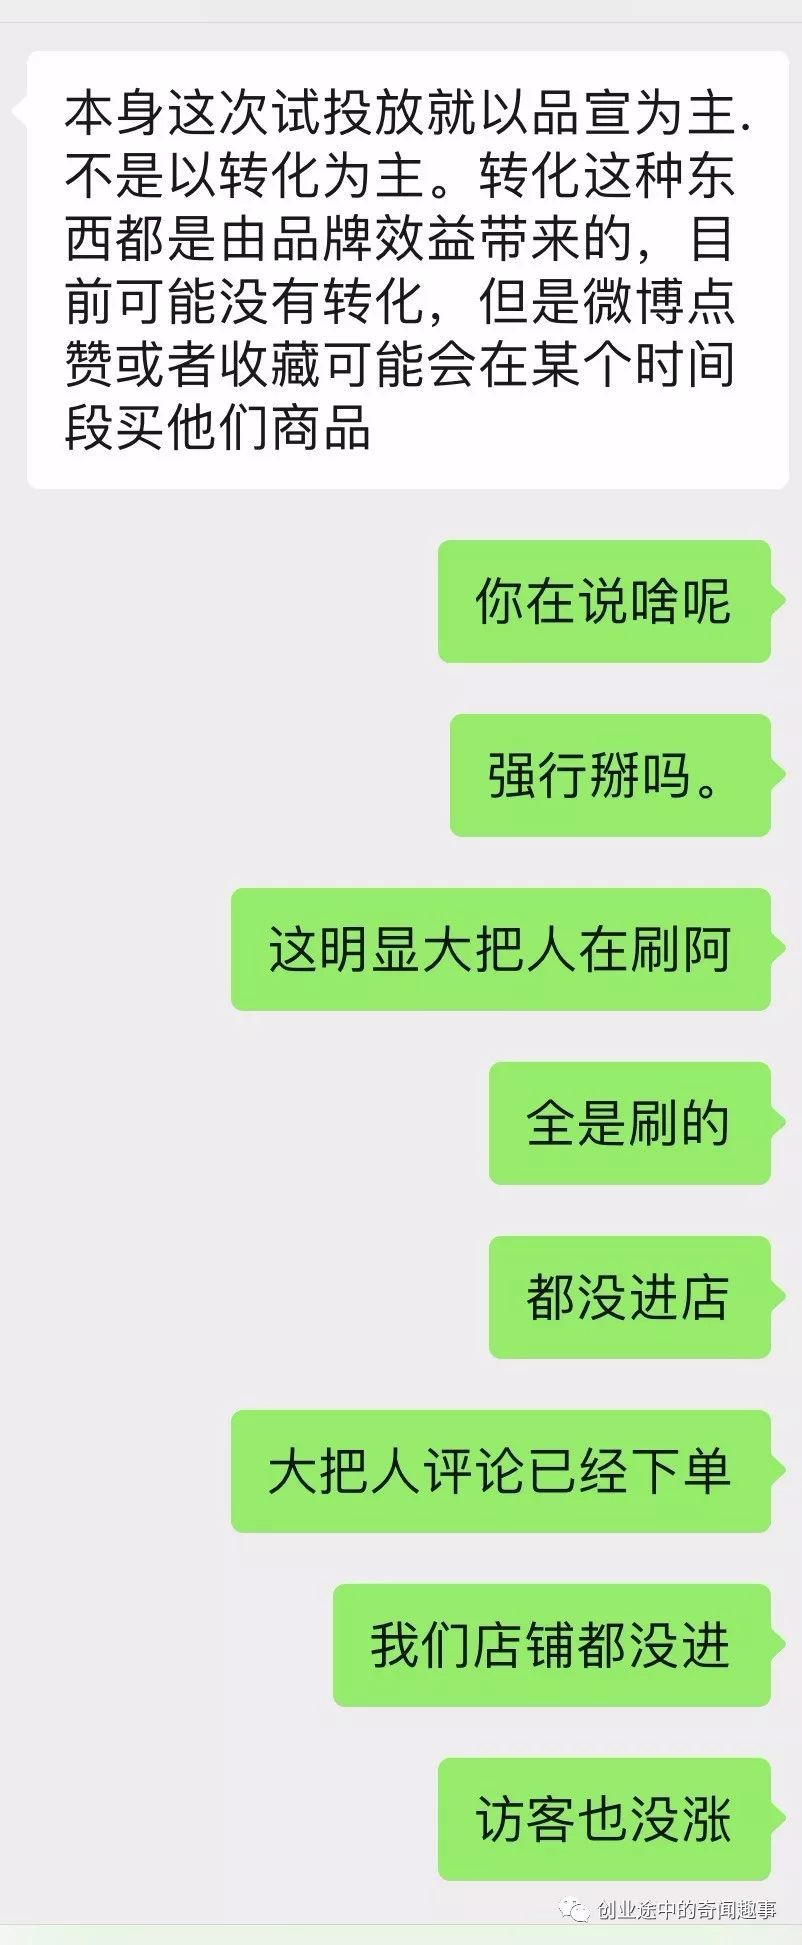 本身这次试投放就以品宣为主.
不是以转化为主。转化这种东
西都是由品牌效益带来的，目
前可能没有转化，但是微博点
赞或者收藏可能会在某个时间
段买他们商品
你在说啥呢
强行掰吗。
这明显大把人在刷阿
全是刷的
都没进店
大把人评论已经下单
我们店铺都没进
访客也没涨
创业途中的奇闻趣事